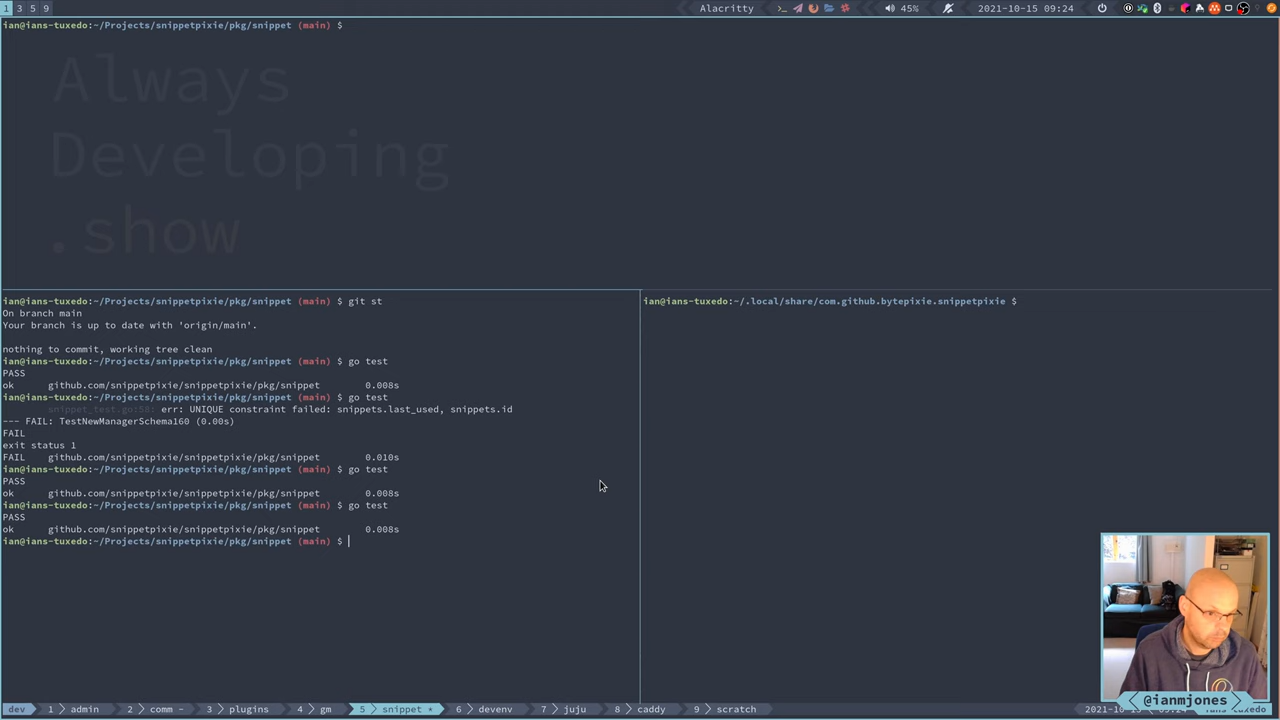 1 3 5 9
Alacritty
45%
2021-10-15 09:24
ian@ians-tuxedo:~/Projects/snippetpixie/pkg/snippet (main) $
Always
Developing
.show
ian@ians-tuxedo:~/Projects/snippetpixie/pkg/snippet (main) $ git st
On branch main
Your branch is up to date with 'origin/main'.
nothing to commit, working tree clean
ian@ians-tuxedo:~/Projects/snippetpixie/pkg/snippet (main) $ go test
PASS
ok github.com/snippetpixie/snippetpixie/pkg/snippet 0.008s
ian@ians-tuxedo:~/Projects/snippetpixie/pkg/snippet (main) $ go test
snippet_test.go:58: err: UNIQUE constraint failed: snippets.last_used, snippets.id
--- FAIL: TestNewManagerSchema160 (0.00s)
FAIL
exit status 1
FAIL github.com/snippetpixie/snippetpixie/pkg/snippet 0.010s
ian@ians-tuxedo:~/Projects/snippetpixie/pkg/snippet (main) $ go test
PASS
ok github.com/snippetpixie/snippetpixie/pkg/snippet 0.008s
ian@ians-tuxedo:~/Projects/snippetpixie/pkg/snippet (main) $ go test
PASS
ok github.com/snippetpixie/snippetpixie/pkg/snippet 0.008s
ian@ians-tuxedo:~/Projects/snippetpixie/pkg/snippet (main) $
ian@ians-tuxedo:~/.local/share/com.github.bytepixie.snippetpixie $
@ianmjones
dev 1 admin 2 comm - 3 plugins 4 gm 5 snippet * 6 devenv 7 juju 8 caddy 9 scratch